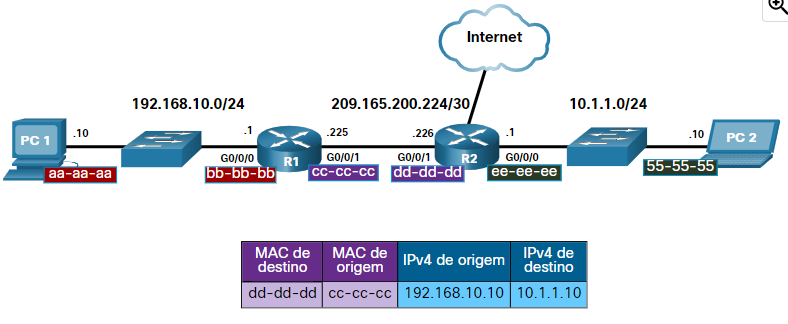 Internet
192.168.10.0/24
209.165.200.224/30
10.1.1.0/24
PC 1
.10
.1
R1
.225
.226
R2
.1
.10
PC 2
G0/0/0
G0/0/1
G0/0/1
G0/0/0
aa-aa-aa
bb-bb-bb
cc-cc-cc
dd-dd-dd
ee-ee-ee
55-55-55
MAC de destino
MAC de origem
IPv4 de origem
IPv4 de destino
dd-dd-dd
cc-cc-cc
192.168.10.10
10.1.1.10